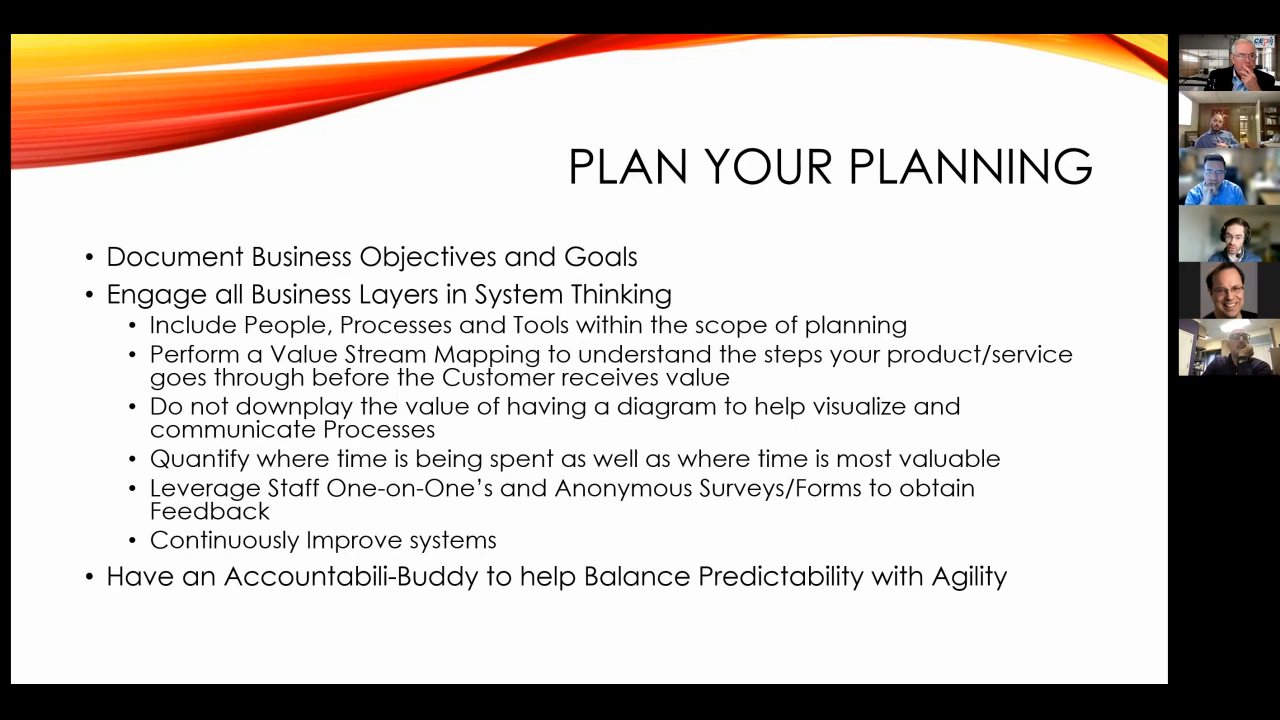 PLAN YOUR PLANNING
• Document Business Objectives and Goals
• Engage all Business Layers in System Thinking
• Include People, Processes and Tools within the scope of planning
• Perform a Value Stream Mapping to understand the steps your product/service
goes through before the Customer receives value
• Do not downplay the value of having a diagram to help visualize and
communicate Processes
• Quantify where time is being spent as well as where time is most valuable
• Leverage Staff One-on-One’s and Anonymous Surveys/Forms to obtain
Feedback
• Continuously Improve systems
• Have an Accountabili-Buddy to help Balance Predictability with Agility